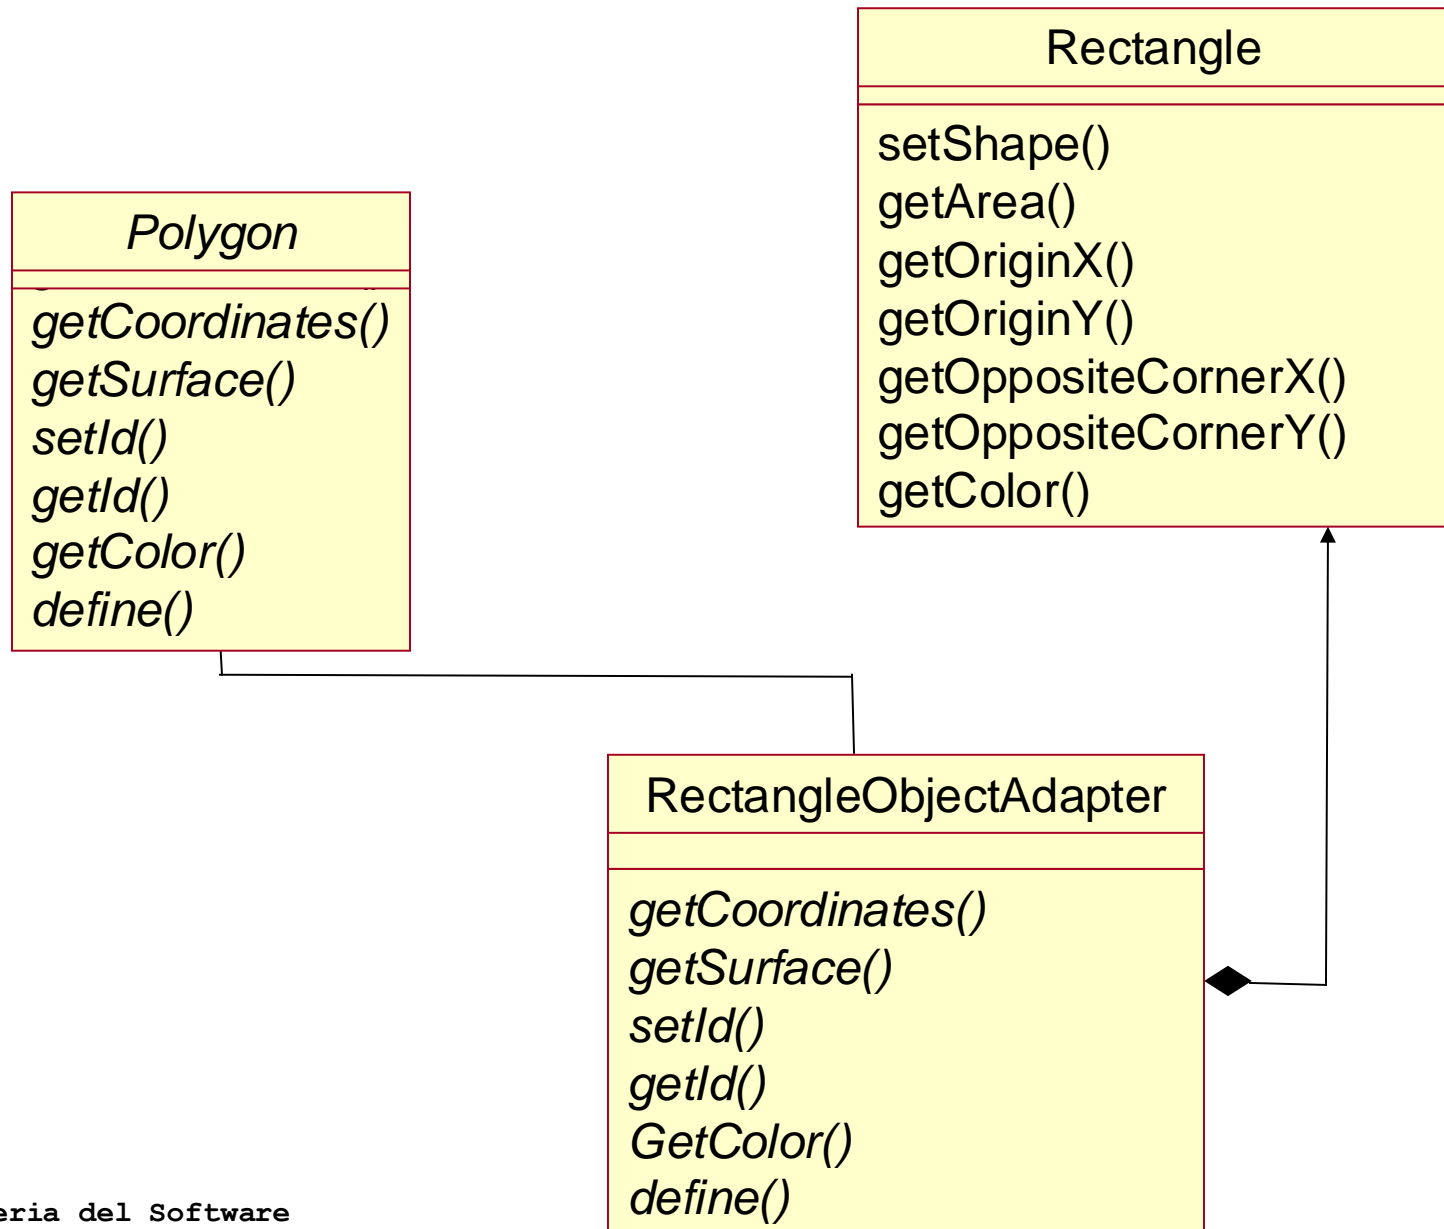 Rectangle
setShape()
getArea()
getOriginX()
getOriginY()
getOppositeCornerX()
getOppositeCornerY()
getColor()
Polygon
getCoordinates()
getSurface()
setId()
getId()
getColor()
define()
RectangleObjectAdapter
getCoordinates()
getSurface()
setId()
getId()
GetColor()
define()
eria del Software